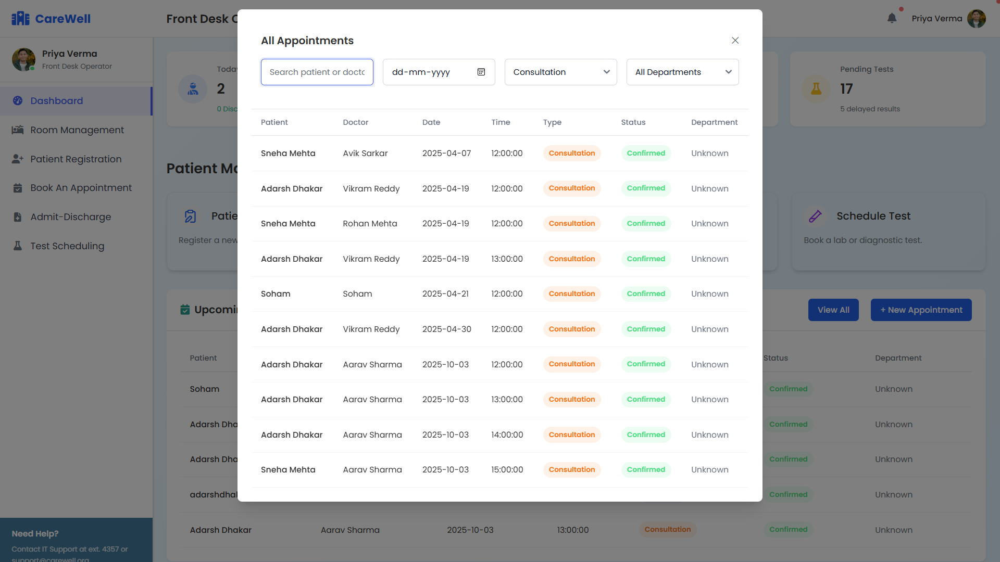 CareWell
Front Desk
Priya Verma
Priya Verma
Front Desk Operator
Dashboard
Room Management
Patient Registration
Book An Appointment
Admit-Discharge
Test Scheduling
Need Help?
Contact IT Support at ext. 4357 or
support@carewell.org
2
Pending Tests
17
5 delayed results
Patient
Register a new
Schedule Test
Book a lab or diagnostic test.
View All
+ New Appointment
Patient
Status
Department
Soham
Confirmed
Unknown
Adarsh
Confirmed
Unknown
Adarsh
Confirmed
Unknown
Confirmed
Unknown
Adarsh Dhakar
Aarav Sharma
2025-10-03
13:00:00
Consultation
Confirmed
Unknown
All Appointments
Search patient or
dd-mm-yyyy
Consultation
All Departments
Patient Doctor Date Time Type Status Department
Sneha Mehta Avik Sarkar 2025-04-07 12:00:00 Consultation Confirmed Unknown
Adarsh Dhakar Vikram Reddy 2025-04-19 12:00:00 Consultation Confirmed Unknown
Sneha Mehta Rohan Mehta 2025-04-19 12:00:00 Consultation Confirmed Unknown
Adarsh Dhakar Vikram Reddy 2025-04-19 13:00:00 Consultation Confirmed Unknown
Soham Soham 2025-04-21 12:00:00 Consultation Confirmed Unknown
Adarsh Dhakar Vikram Reddy 2025-04-30 12:00:00 Consultation Confirmed Unknown
Adarsh Dhakar Aarav Sharma 2025-10-03 12:00:00 Consultation Confirmed Unknown
Adarsh Dhakar Aarav Sharma 2025-10-03 13:00:00 Consultation Confirmed Unknown
Adarsh Dhakar Aarav Sharma 2025-10-03 14:00:00 Consultation Confirmed Unknown
Sneha Mehta Aarav Sharma 2025-10-03 15:00:00 Consultation Confirmed Unknown